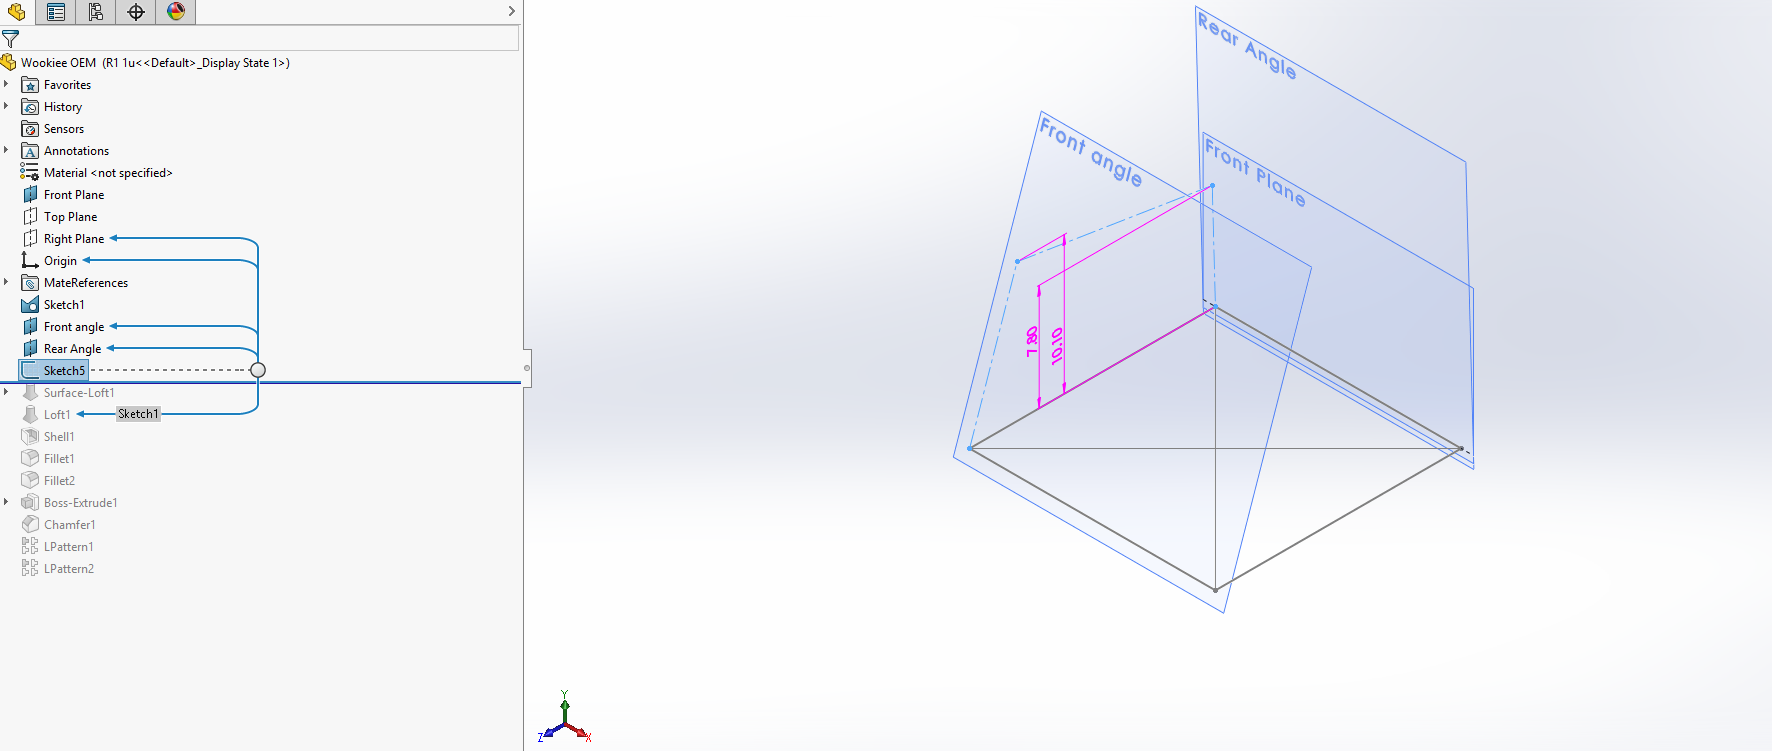 Wookiee OEM (R1 1u<<Default>_Display State 1>)
Favorites
History
Sensors
Annotations
Material <not specified>
Front Plane
Top Plane
Right Plane
Origin
MateReferences
Sketch1
Front angle
Rear Angle
Sketch5
Surface-Loft1
Loft1
Sketch1
Shell1
Fillet1
Fillet2
Boss-Extrude1
Chamfer1
LPattern1
LPattern2
Rear Angle
Front angle
Front Plane
7.80
10.10
Y
Z
X